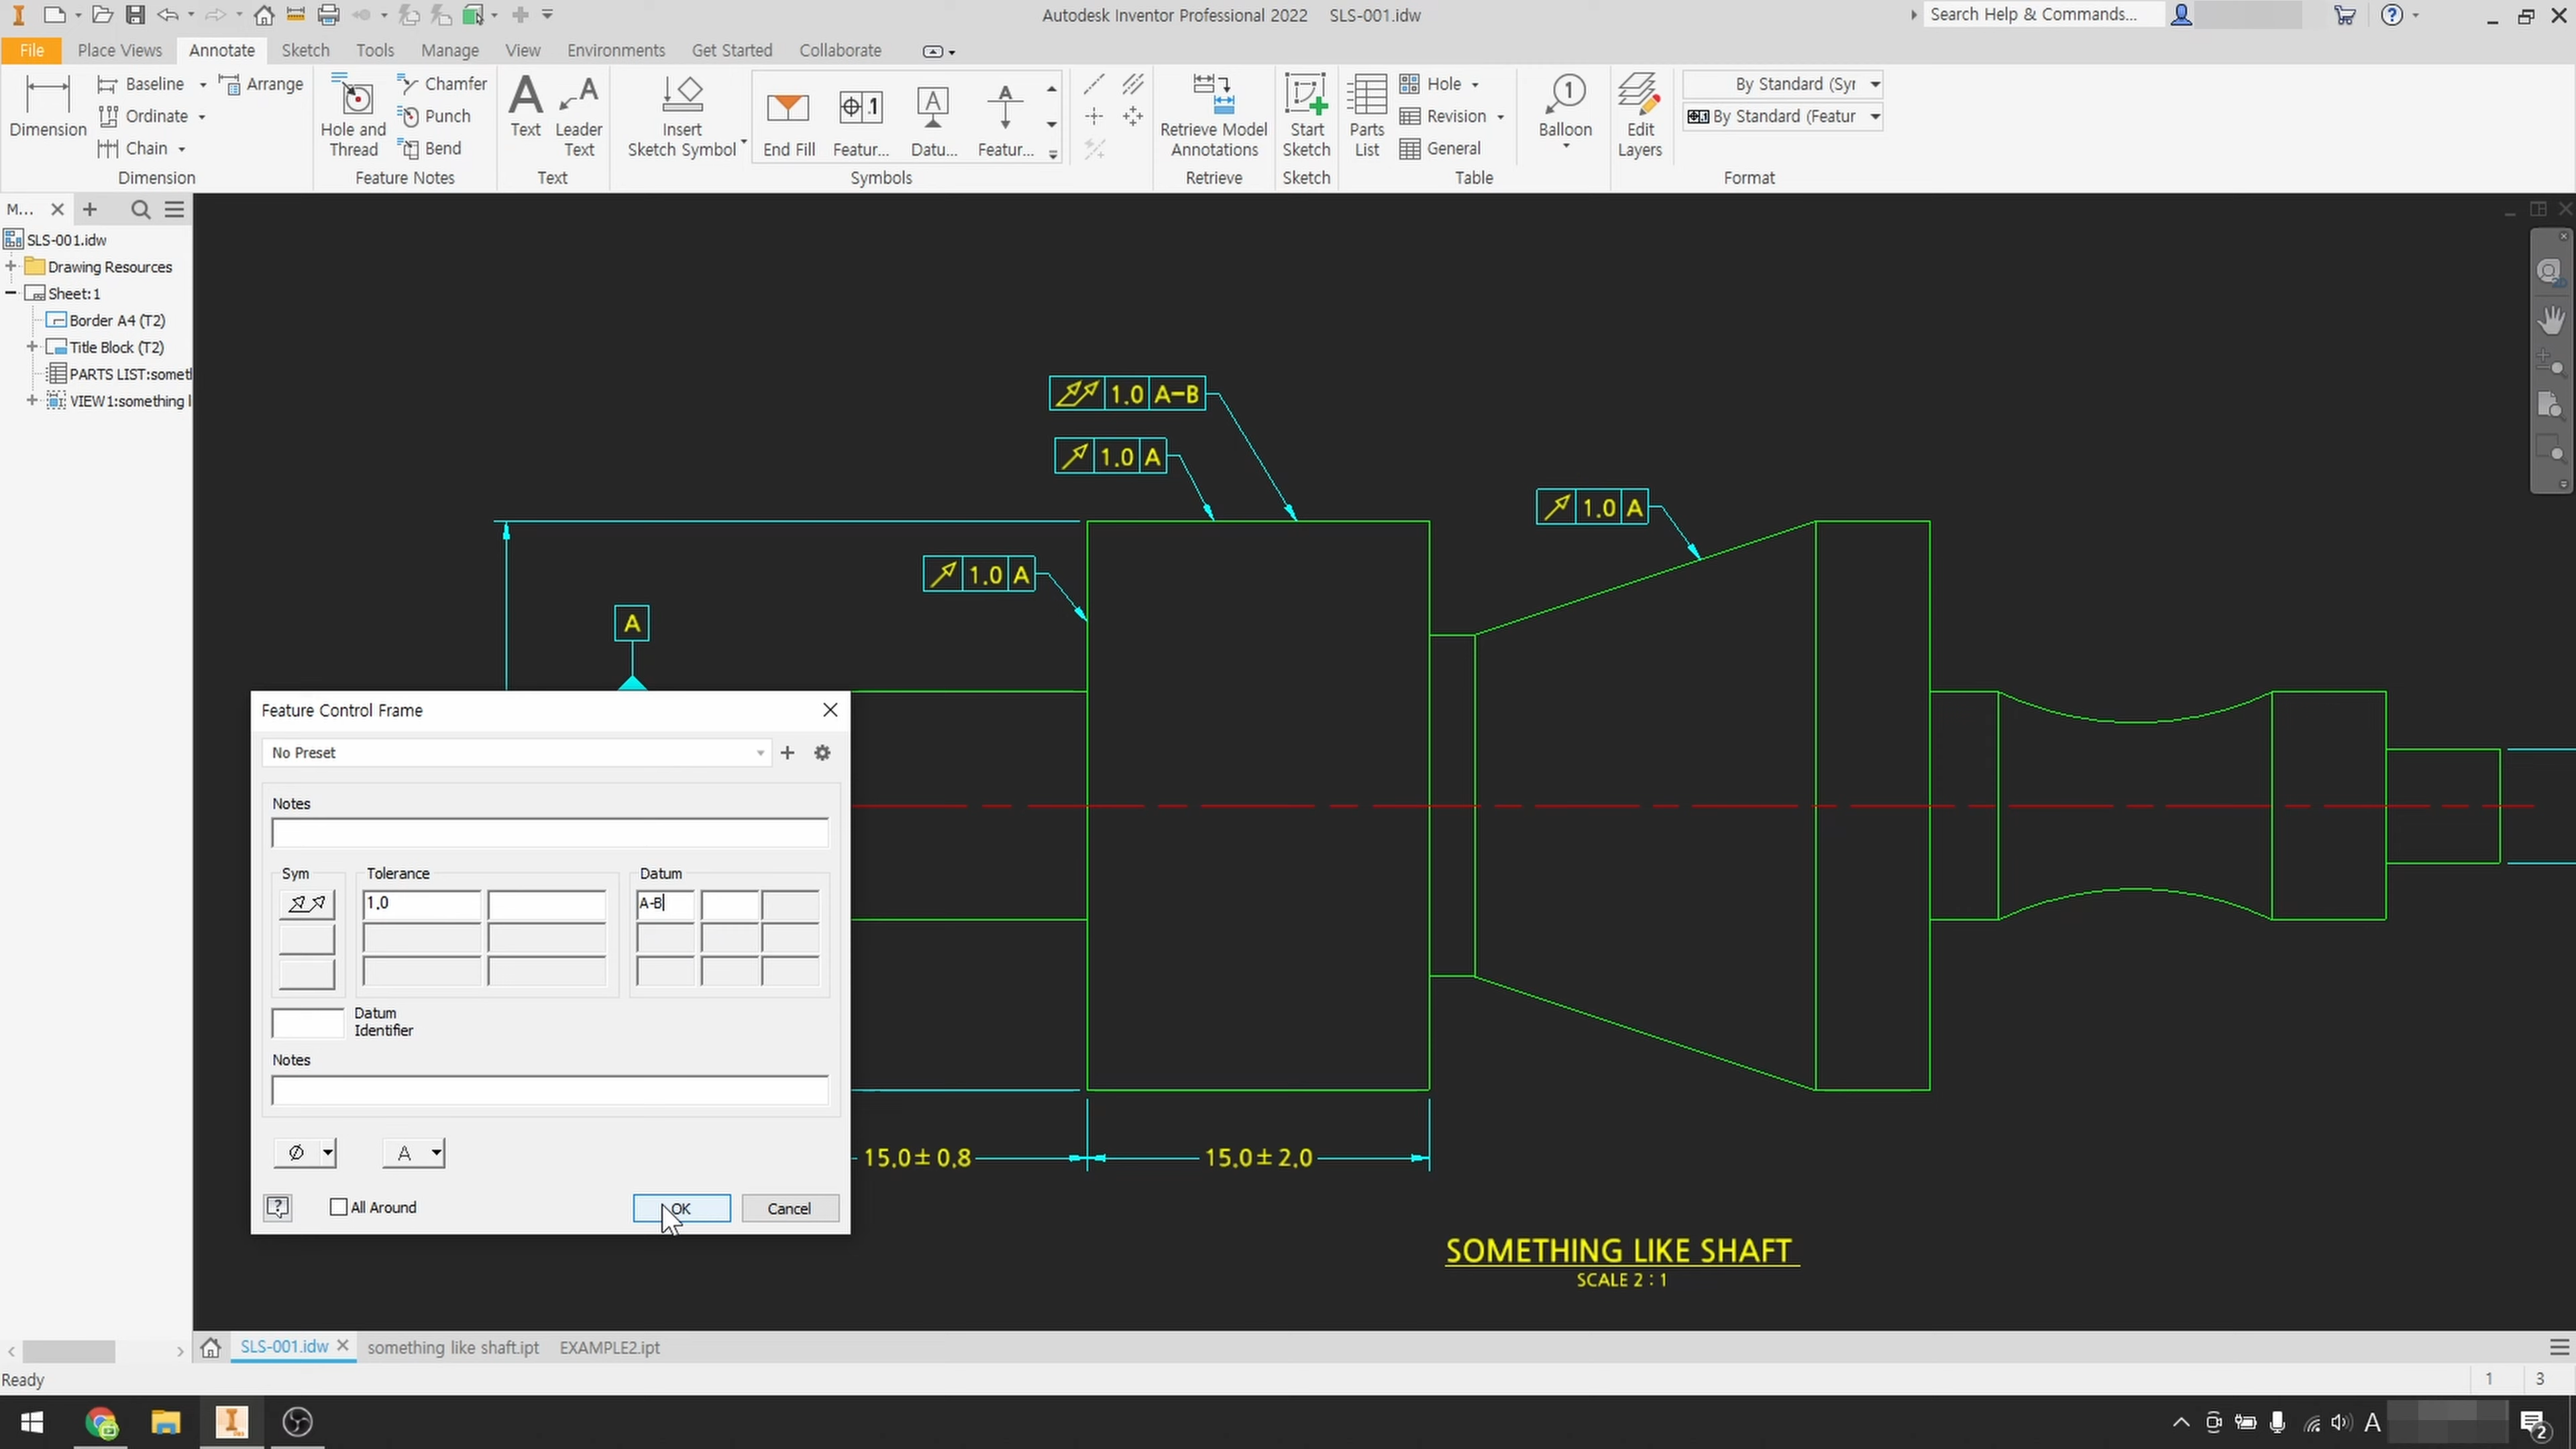 Autodesk Inventor Professional 2022 SLS-001.idw
Search Help & Commands...
File Place Views Annotate Sketch Tools Manage View Environments Get Started Collaborate
Dimension
Baseline
Arrange
Ordinate
Chain
Dimension
Hole and
Thread
Chamfer
Punch
Bend
Feature Notes
Text
Leader
Text
Text
Insert
Sketch Symbol
End Fill
Featur...
Datu...
Featur...
Symbols
Retrieve Model
Annotations
Retrieve
Start
Sketch
Sketch
Parts
List
Hole
Revision
General
Table
Balloon
Edit
Layers
By Standard (Syr
By Standard (Featur
Format
M...
SLS-001.idw
Drawing Resources
Sheet:1
Border A4 (T2)
Title Block (T2)
PARTS LIST:somet
VIEW1:something l
1.0 A-B
1.0 A
1.0 A
1.0 A
A
Feature Control Frame
No Preset
Notes
Sym Tolerance Datum
1.0 A-B
Datum
Identifier
Notes
Ø A
All Around
OK Cancel
15.0±0.8 15.0±2.0
SOMETHING LIKE SHAFT
SCALE 2 : 1
SLS-001.idw something like shaft.ipt EXAMPLE2.ipt
Ready
1 3
A
2